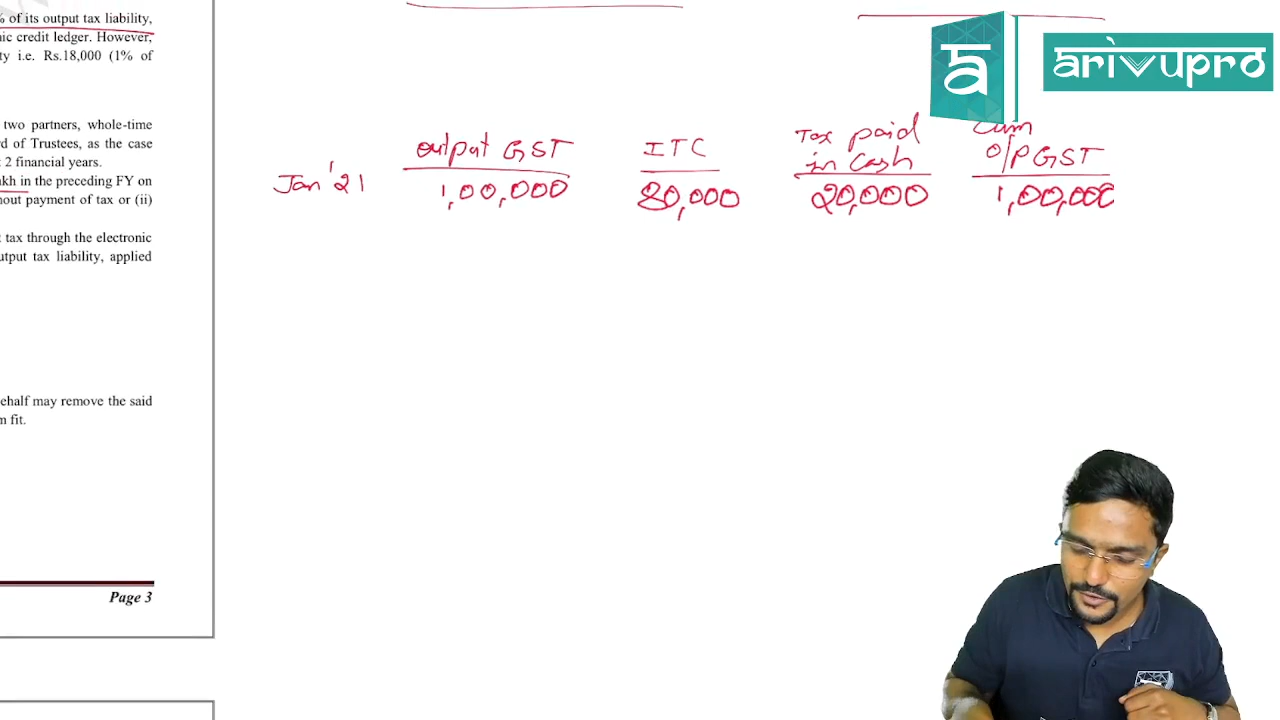 % of its output tax liability,
nic credit ledger. However,
ty i.e. Rs.18,000 (1% of
two partners, whole-time
rd of Trustees, as the case
t 2 financial years.
akh in the preceding FY on
hout payment of tax or (ii)
t tax through the electronic
utput tax liability, applied
ehalf may remove the said
m fit.
Page 3
arivupro
output GST ITC Tax paid in Cash Cum O/P GST
Jan'21 1,00,000 80,000 20,000 1,00,000